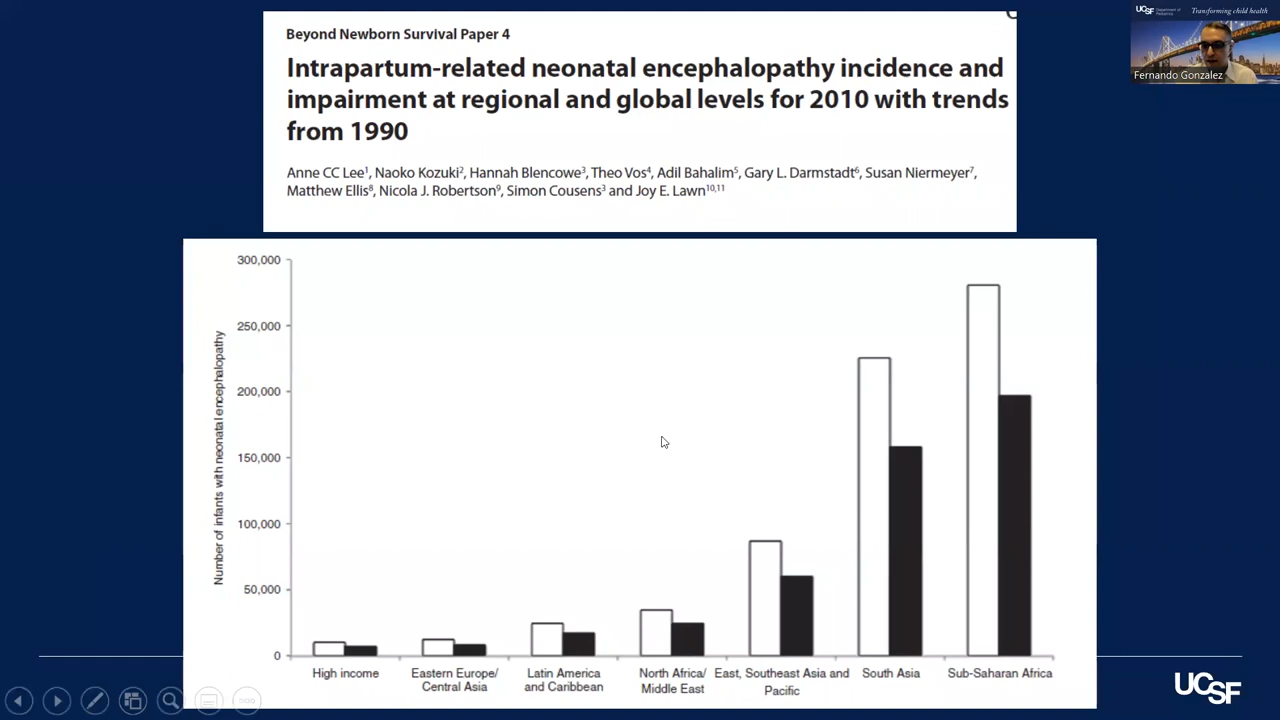 Beyond Newborn Survival Paper 4
Intrapartum-related neonatal encephalopathy incidence and
impairment at regional and global levels for 2010 with trends
from 1990
Anne CC Lee1, Naoko Kozuki2, Hannah Blencowe3, Theo Vos4, Adil Bahalim5, Gary L. Darmstadt6, Susan Niermeyer7,
Matthew Ellis8, Nicola J. Robertson9, Simon Cousens3 and Joy E. Lawn10,11
UCSF Department of
Pediatrics
Transforming child health
Fernando Gonzalez
Number of infants with neonatal encephalopathy
300,000
250,000
200,000
150,000
100,000
50,000
0
High income
Eastern Europe/
Central Asia
Latin America
and Caribbean
North Africa/
Middle East
East, Southeast Asia and
Pacific
South Asia
Sub-Saharan Africa
UCSF